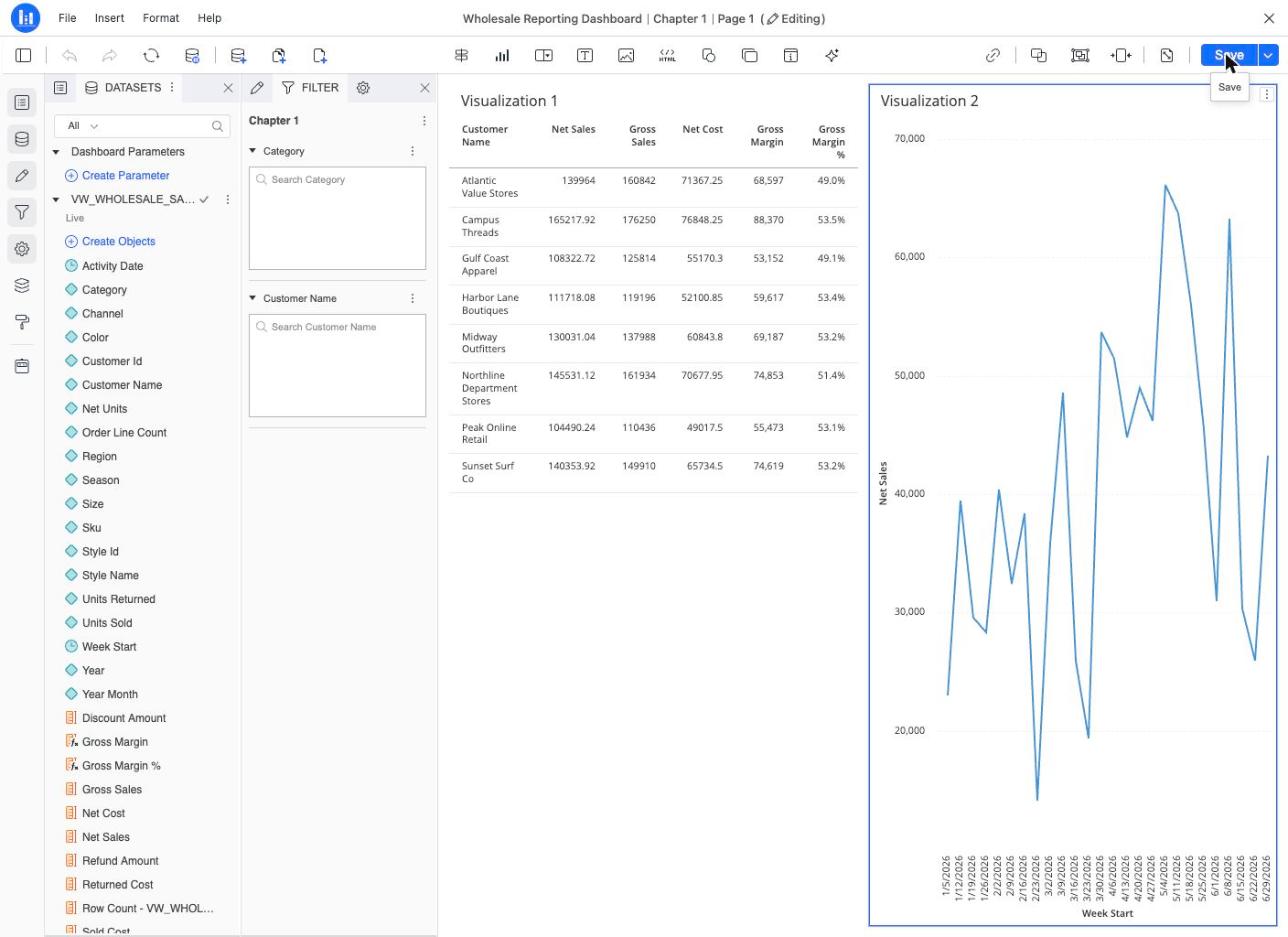 File Insert Format Help
Wholesale Reporting Dashboard | Chapter 1 | Page 1 ( Editing)
HTML
Save
Save
DATASETS
FILTER
All
Dashboard Parameters
Create Parameter
VW_WHOLESALE_SA...
Live
Create Objects
Activity Date
Category
Channel
Color
Customer Id
Customer Name
Net Units
Order Line Count
Region
Season
Size
Sku
Style Id
Style Name
Units Returned
Units Sold
Week Start
Year
Year Month
Discount Amount
Gross Margin
Gross Margin %
Gross Sales
Net Cost
Net Sales
Refund Amount
Returned Cost
Row Count - VW_WHOL...
Sold Cost
Chapter 1
Category
Search Category
Customer Name
Search Customer Name
Visualization 1
Customer Name Net Sales Gross Sales Net Cost Gross Margin Gross Margin %
Atlantic Value Stores 139964 160842 71367.25 68,597 49.0%
Campus Threads 165217.92 176250 76848.25 88,370 53.5%
Gulf Coast Apparel 108322.72 125814 55170.3 53,152 49.1%
Harbor Lane Boutiques 111718.08 119196 52100.85 59,617 53.4%
Midway Outfitters 130031.04 137988 60843.8 69,187 53.2%
Northline Department Stores 145531.12 161934 70677.95 74,853 51.4%
Peak Online Retail 104490.24 110436 49017.5 55,473 53.1%
Sunset Surf Co 140353.92 149910 65734.5 74,619 53.2%
Visualization 2
70,000
60,000
50,000
40,000
30,000
20,000
Net Sales
1/5/2026
1/12/2026
1/19/2026
1/26/2026
2/2/2026
2/9/2026
2/16/2026
2/23/2026
3/2/2026
3/9/2026
3/16/2026
3/23/2026
3/30/2026
4/6/2026
4/13/2026
4/20/2026
4/27/2026
5/4/2026
5/11/2026
5/18/2026
5/25/2026
6/1/2026
6/8/2026
6/15/2026
6/22/2026
6/29/2026
Week Start